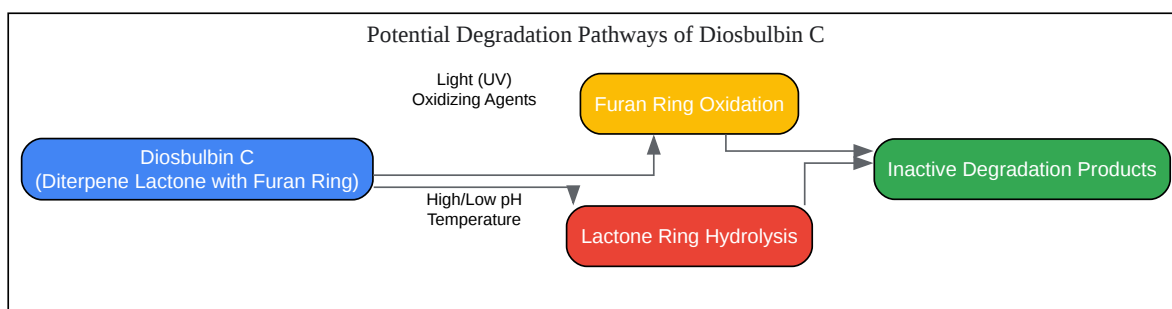 Potential Degradation Pathways of Diosbulbin C
Light (UV)
Oxidizing Agents
Furan Ring Oxidation
Diosbulbin C
(Diterpene Lactone with Furan Ring)
Inactive Degradation Products
High/Low pH
Temperature
Lactone Ring Hydrolysis